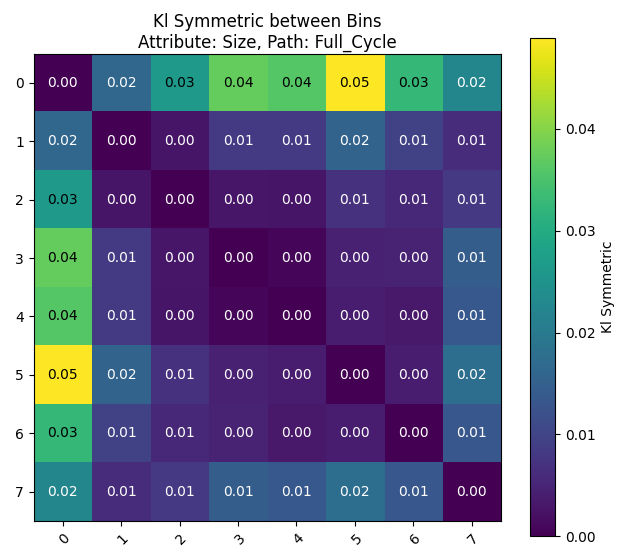 Kl Symmetric between Bins
Attribute: Size, Path: Full_Cycle
0 0.00 0.02 0.03 0.04 0.04 0.05 0.03 0.02
1 0.02 0.00 0.00 0.01 0.01 0.02 0.01 0.01
2 0.03 0.00 0.00 0.00 0.00 0.01 0.01 0.01
3 0.04 0.01 0.00 0.00 0.00 0.00 0.00 0.01
4 0.04 0.01 0.00 0.00 0.00 0.00 0.00 0.01
5 0.05 0.02 0.01 0.00 0.00 0.00 0.00 0.02
6 0.03 0.01 0.01 0.00 0.00 0.00 0.00 0.01
7 0.02 0.01 0.01 0.01 0.01 0.02 0.01 0.00
0 1 2 3 4 5 6 7
0.04
0.03
0.02
0.01
0.00
Kl Symmetric